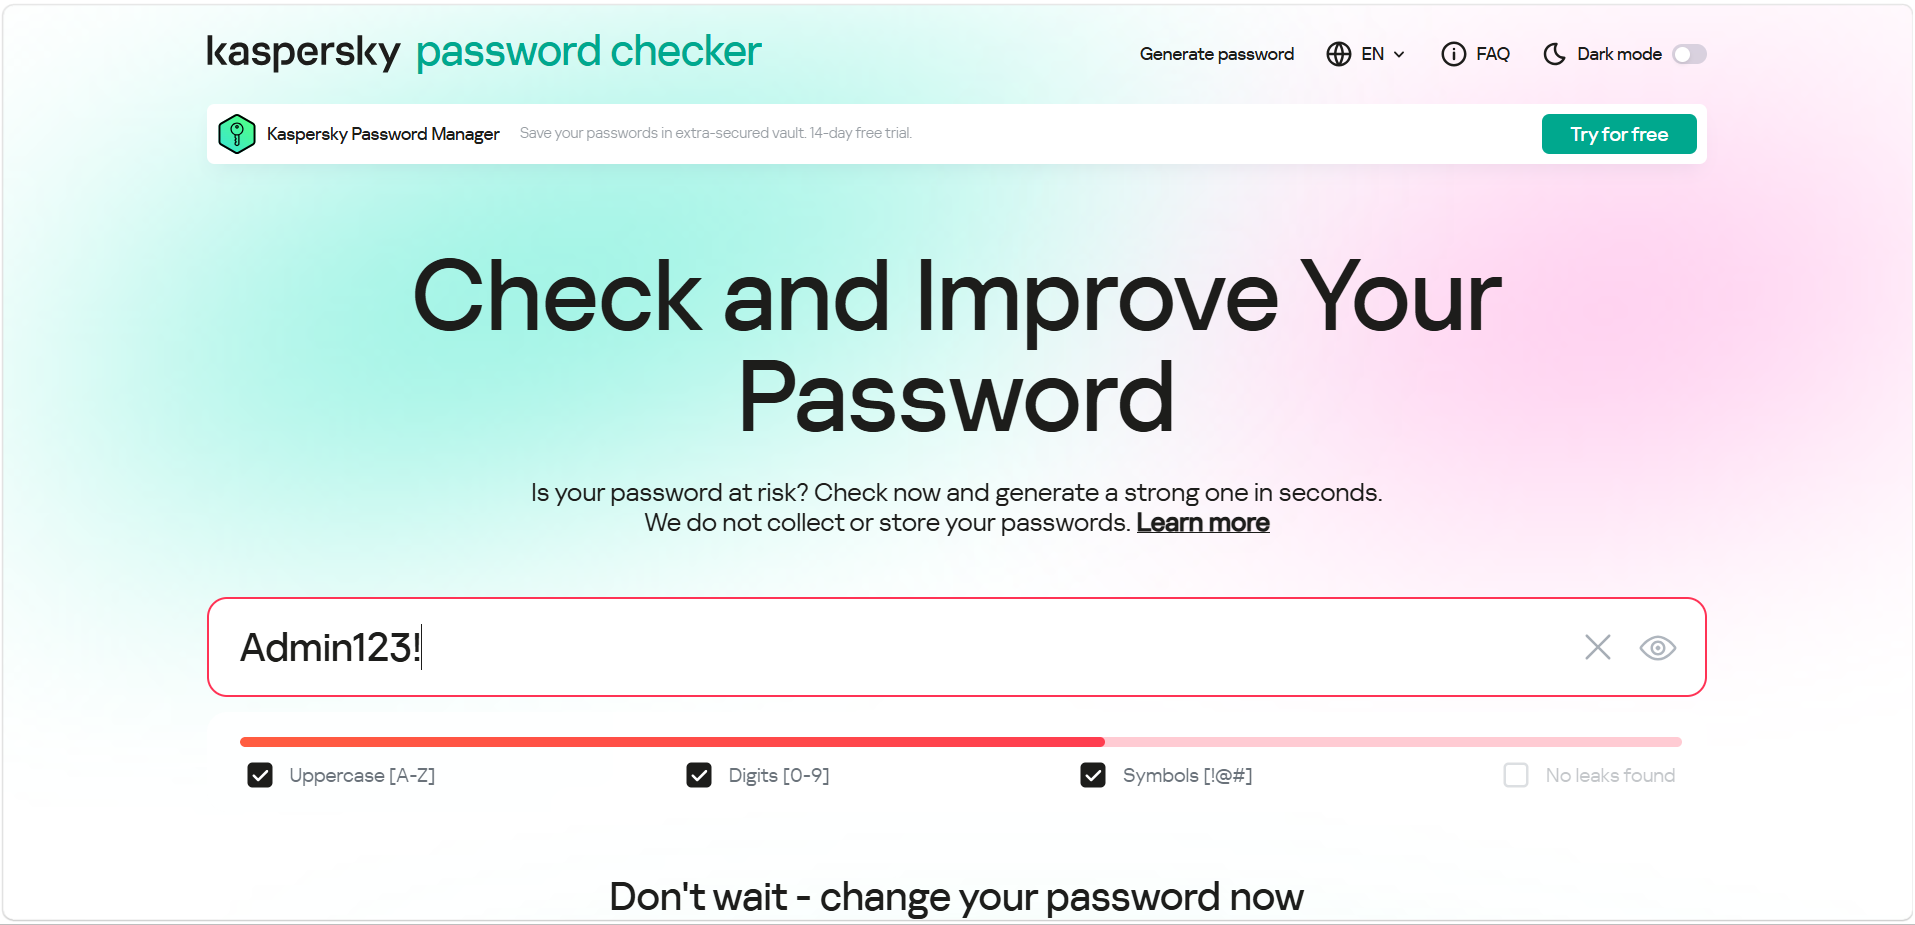 kaspersky password checker
Generate password EN FAQ Dark mode
Kaspersky Password Manager Save your passwords in extra-secured vault. 14-day free trial. Try for free
Check and Improve Your
Password
Is your password at risk? Check now and generate a strong one in seconds.
We do not collect or store your passwords. Learn more
Admin123!
Uppercase [A-Z] Digits [0-9] Symbols [!@#] No leaks found
Don't wait - change your password now